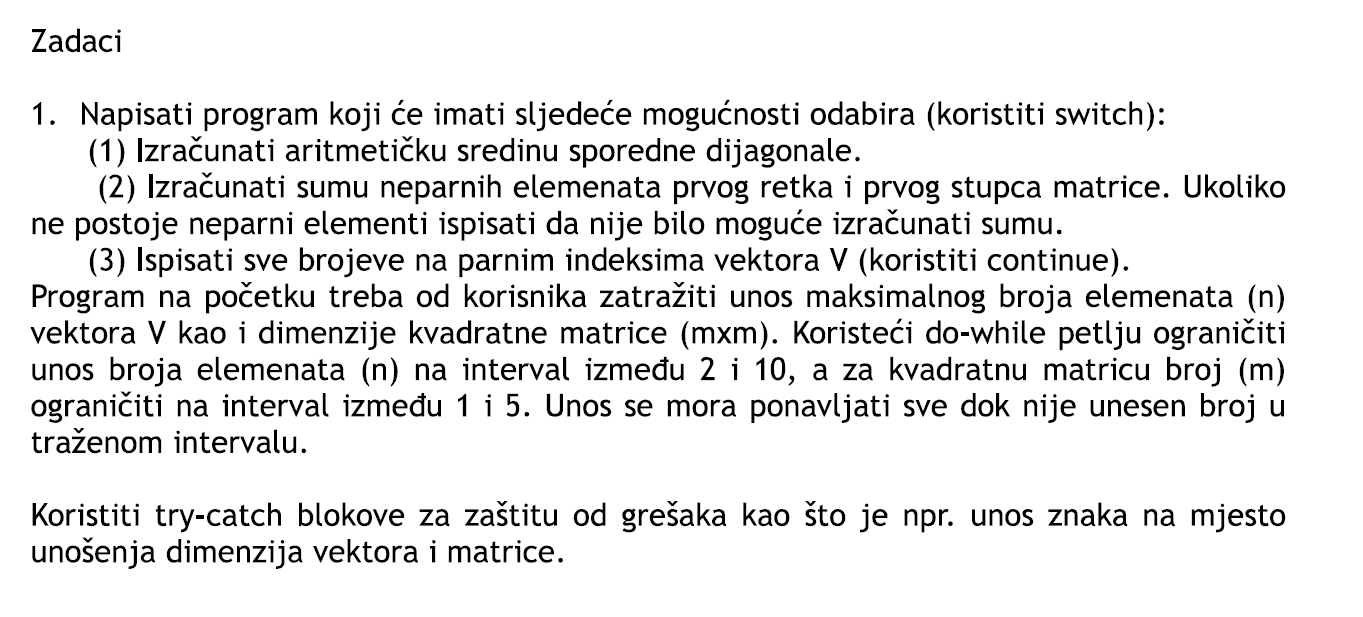 Zadaci
1. Napisati program koji će imati sljedeće mogućnosti odabira (koristiti switch):
(1) Izračunati aritmetičku sredinu sporedne dijagonale.
(2) Izračunati sumu neparnih elemenata prvog retka i prvog stupca matrice. Ukoliko
ne postoje neparni elementi ispisati da nije bilo moguće izračunati sumu.
(3) Ispisati sve brojeve na parnim indeksima vektora V (koristiti continue).
Program na početku treba od korisnika zatražiti unos maksimalnog broja elemenata (n)
vektora V kao i dimenzije kvadratne matrice (mxm). Koristeći do-while petlju ograničiti
unos broja elemenata (n) na interval između 2 i 10, a za kvadratnu matricu broj (m)
ograničiti na interval između 1 i 5. Unos se mora ponavljati sve dok nije unesen broj u
traženom intervalu.
Koristiti try-catch blokove za zaštitu od grešaka kao što je npr. unos znaka na mjesto
unošenja dimenzija vektora i matrice.